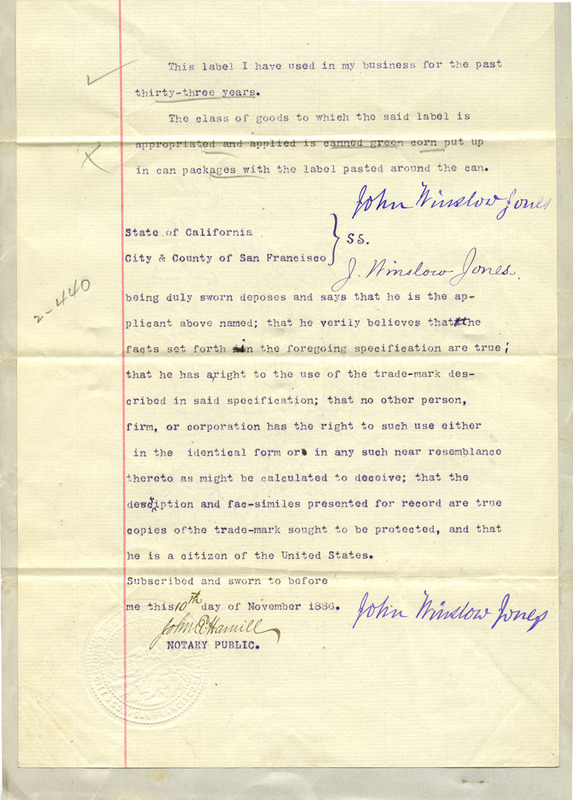 This label I have used in my business for the past
thirty-three years.
The class of goods to which the said label is
appropriated and applied is canned green corn put up
in can packages with the label pasted around the can.
John Winslow Jones
State of California
City & County of San Francisco } SS.
J. Winslow Jones.
2-440
being duly sworn deposes and says that he is the ap-
plicant above named; that he verily believes that the
facts set forth in the foregoing specification are true;
that he has a right to the use of the trade-mark des-
cribed in said specification; that no other person,
firm, or corporation has the right to such use either
in the identical form or in any such near resemblance
thereto as might be calculated to deceive; that the
description and fac-similes presented for record are true
copies ofthe trade-mark sought to be protected, and that
he is a citizen of the United States.
Subscribed and sworn to before
me this 10th day of November 1886.
John Winslow Jones
John A. Hamill
NOTARY PUBLIC.